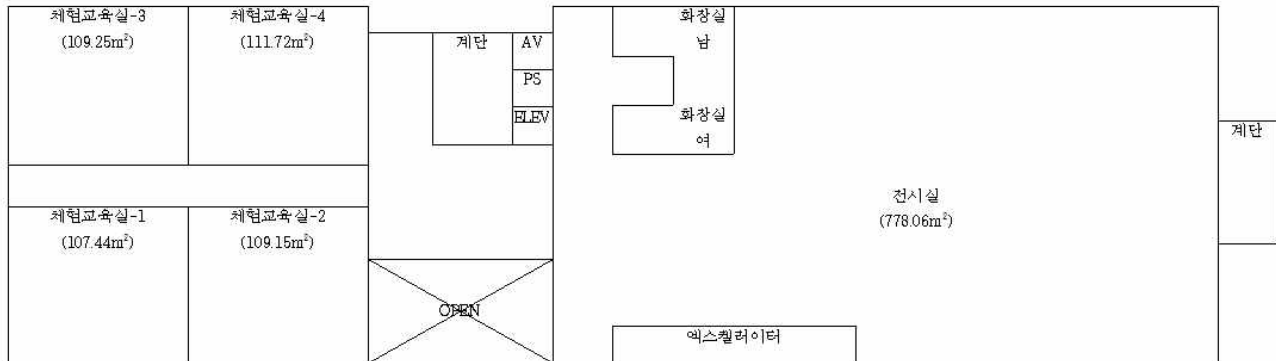 체험교육실-3
(109.25m²)
체험교육실-4
(111.72m²)
계단
AV
PS
ELEV
화장실
남
화장실
여
계단
전시실
(778.06m²)
체험교육실-1
(107.44m²)
체험교육실-2
(109.15m²)
OPEN
에스컬러이터